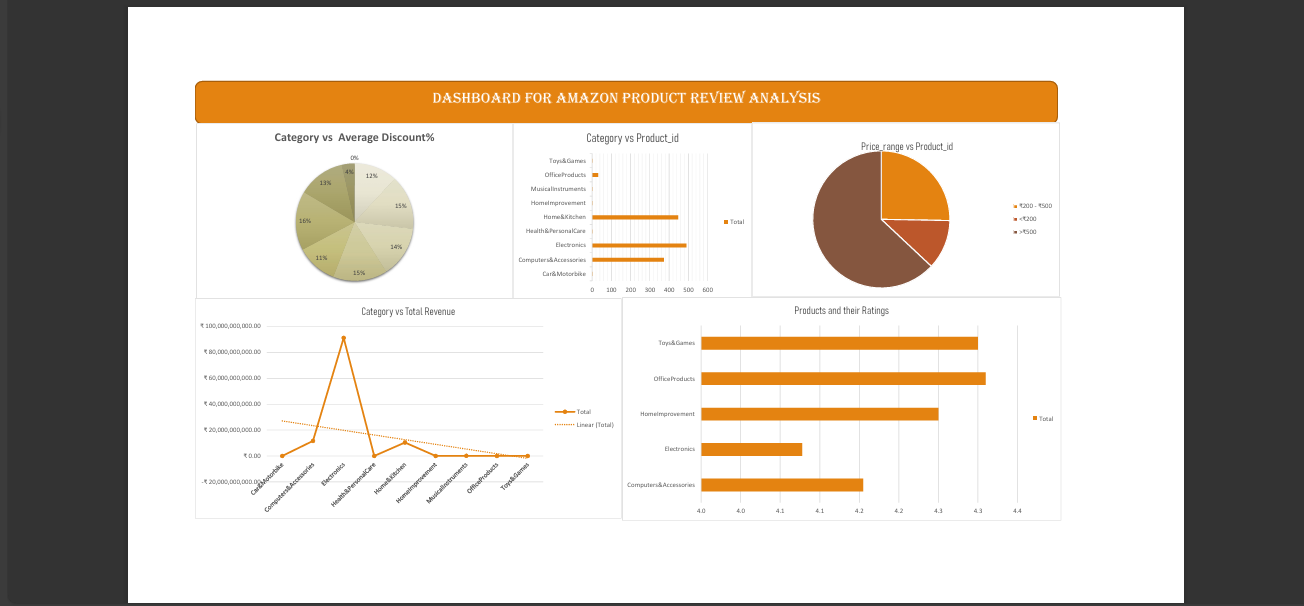 DASHBOARD FOR AMAZON PRODUCT REVIEW ANALYSIS
Category vs Average Discount%
0%
4%
12%
13%
15%
16%
14%
11%
15%
Category vs Product_id
Toys&Games
OfficeProducts
MusicalInstruments
HomeImprovement
Home&Kitchen
Health&PersonalCare
Electronics
Computers&Accessories
Car&Motorbike
0 100 200 300 400 500 600
Total
Price_range vs Product_id
₹200 - ₹500
<₹200
>₹500
Category vs Total Revenue
₹ 100,000,000,000.00
₹ 80,000,000,000.00
₹ 60,000,000,000.00
₹ 40,000,000,000.00
₹ 20,000,000,000.00
₹ 0.00
-₹ 20,000,000,000.00
Car&Motorbike
Computers&Accessories
Electronics
Health&PersonalCare
Home&Kitchen
HomeImprovement
MusicalInstruments
OfficeProducts
Toys&Games
Total
Linear (Total)
Products and their Ratings
Toys&Games
OfficeProducts
HomeImprovement
Electronics
Computers&Accessories
4.0 4.0 4.1 4.1 4.2 4.2 4.3 4.3 4.4
Total